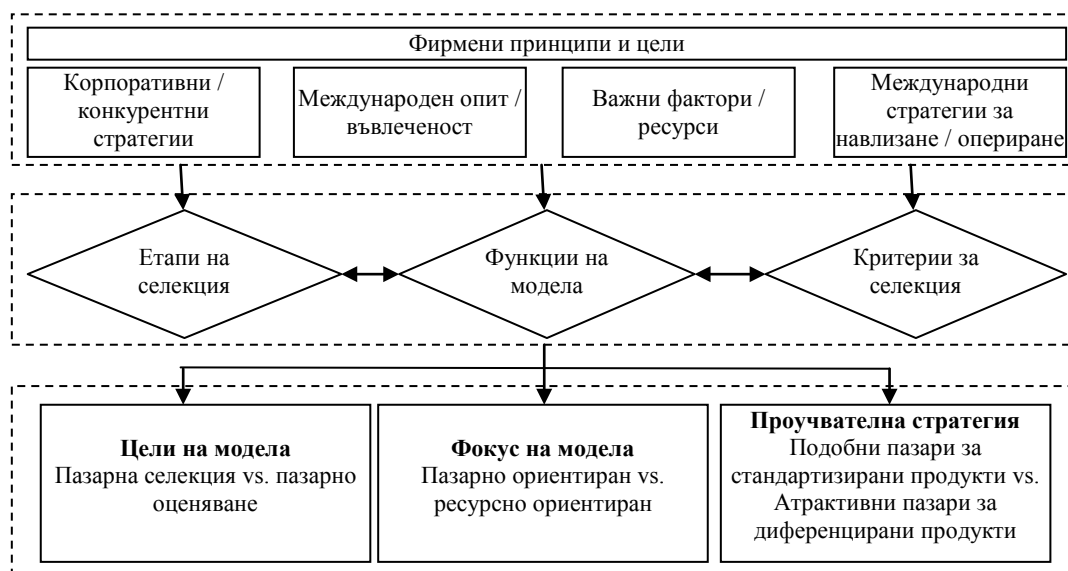 Фирмени принципи и цели
Корпоративни /
конкурентни
стратегии
Международен опит /
въвлеченост
Важни фактори /
ресурси
Международни
стратегии за
навлизане / опериране
Етапи на
селекция
Функции на
модела
Критерии за
селекция
Цели на модела
Пазарна селекция vs. пазарно
оценяване
Фокус на модела
Пазарно ориентиран vs.
ресурсно ориентиран
Проучвателна стратегия
Подобни пазари за
стандартизирани продукти vs.
Атрактивни пазари за
диференцирани продукти